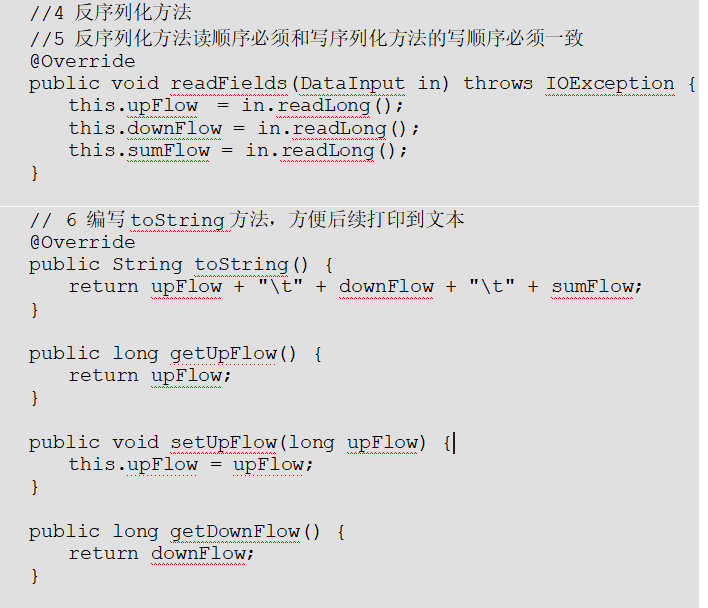 //4 反序列化方法
//5 反序列化方法读顺序必须和写序列化方法的写顺序必须一致
@Override
public void readFields(DataInput in) throws IOException {
this.upFlow = in.readLong();
this.downFlow = in.readLong();
this.sumFlow = in.readLong();
}
// 6 编写toString方法，方便后续打印到文本
@Override
public String toString() {
return upFlow + "\t" + downFlow + "\t" + sumFlow;
}
public long getUpFlow() {
return upFlow;
}
public void setUpFlow(long upFlow) {
this.upFlow = upFlow;
}
public long getDownFlow() {
return downFlow;
}